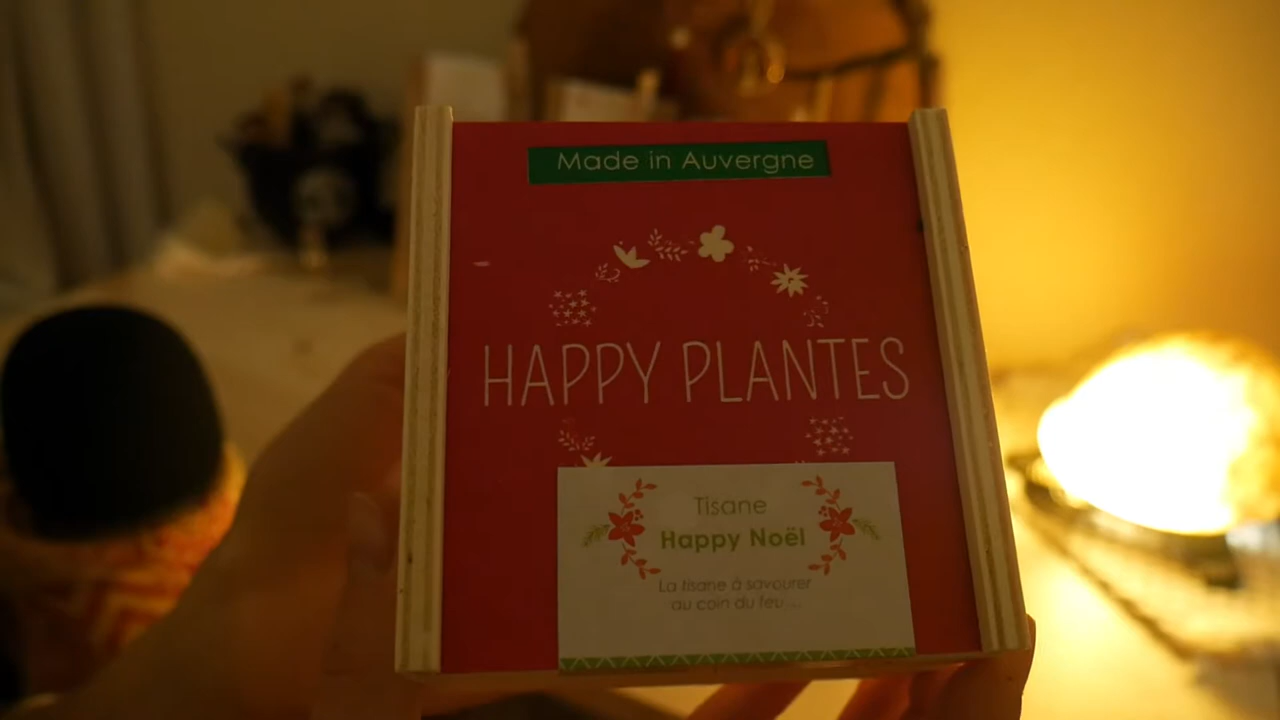 Made in Auvergne
HAPPY PLANTES
Tisane
Happy Noël
La tisane à savourer
au coin du feu ...